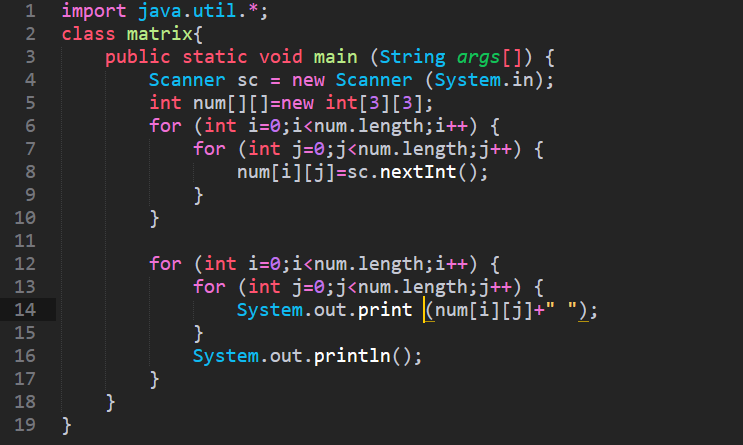 1 import java.util.*;
2 class matrix{
3     public static void main (String args[]) {
4         Scanner sc = new Scanner (System.in);
5         int num[][]=new int[3][3];
6         for (int i=0;i<num.length;i++) {
7             for (int j=0;j<num.length;j++) {
8                 num[i][j]=sc.nextInt();
9             }
10         }
11
12         for (int i=0;i<num.length;i++) {
13             for (int j=0;j<num.length;j++) {
14                 System.out.print (num[i][j]+" ");
15             }
16             System.out.println();
17         }
18     }
19 }